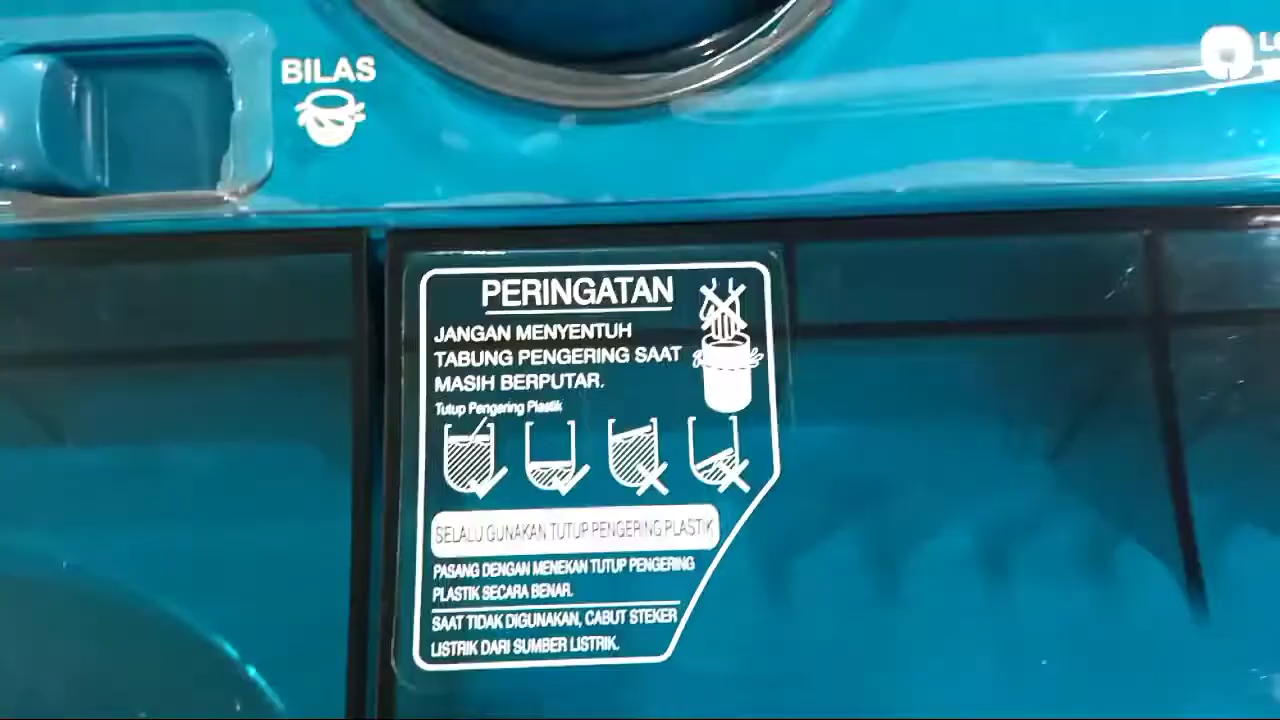 BILAS
PERINGATAN
JANGAN MENYENTUH
TABUNG PENGERING SAAT
MASIH BERPUTAR.
Tutup Pengering Plastik
SELALU GUNAKAN TUTUP PENGERING PLASTIK
PASANG DENGAN MENEKAN TUTUP PENGERING
PLASTIK SECARA BENAR.
SAAT TIDAK DIGUNAKAN, CABUT STEKER
LISTRIK DARI SUMBER LISTRIK.